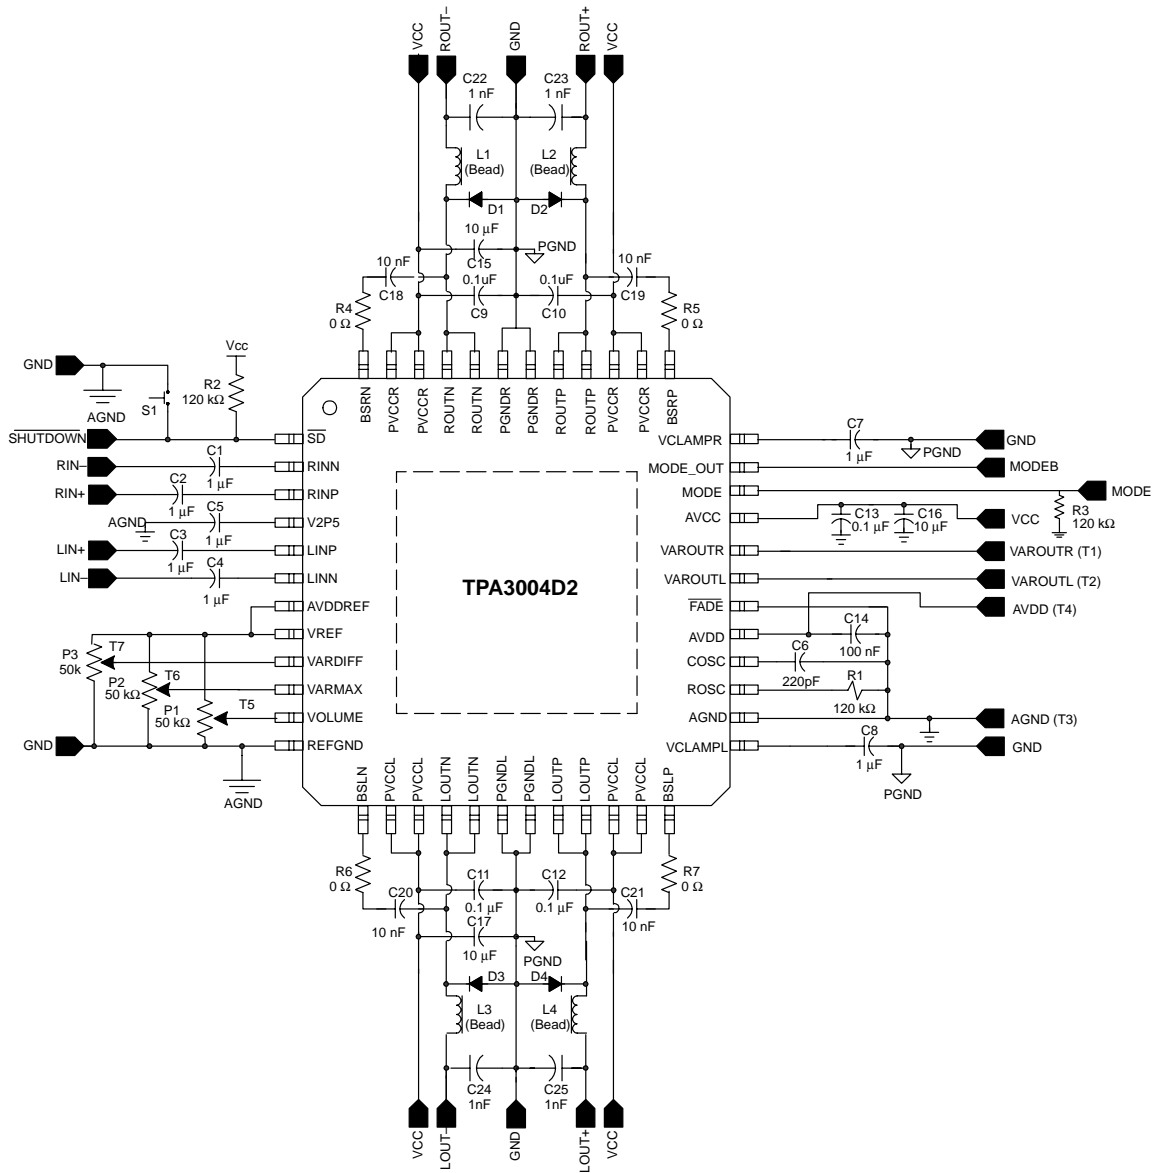 VCC
ROUT–
GND
ROUT+
VCC
C22
1 nF
C23
1 nF
L1
(Bead)
L2
(Bead)
D1
D2
10 µF
C15
PGND
10 nF
C18
0.1uF
C9
0.1uF
C10
10 nF
C19
R4
0 Ω
R5
0 Ω
GND
AGND
S1
Vcc
R2
120 kΩ
BSRN
PVCCR
PVCCR
ROUTN
ROUTN
PGNDR
PGNDR
ROUTP
ROUTP
PVCCR
PVCCR
BSRP
SHUTDOWN
SD
VCLAMPR
C7
1 µF
PGND
GND
RIN–
C1
1 µF
RINN
MODE_OUT
MODEB
RIN+
C2
1 µF
RINP
MODE
MODE
R3
120 kΩ
AGND
C5
1 µF
V2P5
AVCC
C13
0.1 µF
C16
10 µF
VCC
LIN+
C3
1 µF
LINP
VAROUTR
VAROUTR (T1)
LIN–
C4
1 µF
LINN
VAROUTL
VAROUTL (T2)
TPA3004D2
AVDDREF
FADE
AVDD (T4)
VREF
AVDD
C14
100 nF
P3
50k
T7
VARDIFF
COSC
C6
220pF
P2
50 kΩ
T6
VARMAX
ROSC
R1
120 kΩ
P1
50 kΩ
T5
VOLUME
AGND
AGND (T3)
GND
REFGND
VCLAMPL
C8
1 µF
GND
AGND
PGND
BSLN
PVCCL
PVCCL
LOUTN
LOUTN
PGNDL
PGNDL
LOUTP
LOUTP
PVCCL
PVCCL
BSLP
R6
0 Ω
R7
0 Ω
C20
10 nF
C11
0.1 µF
C12
0.1 µF
C21
10 nF
C17
10 µF
PGND
D3
D4
L3
(Bead)
L4
(Bead)
C24
1nF
C25
1nF
VCC
LOUT–
GND
LOUT+
VCC